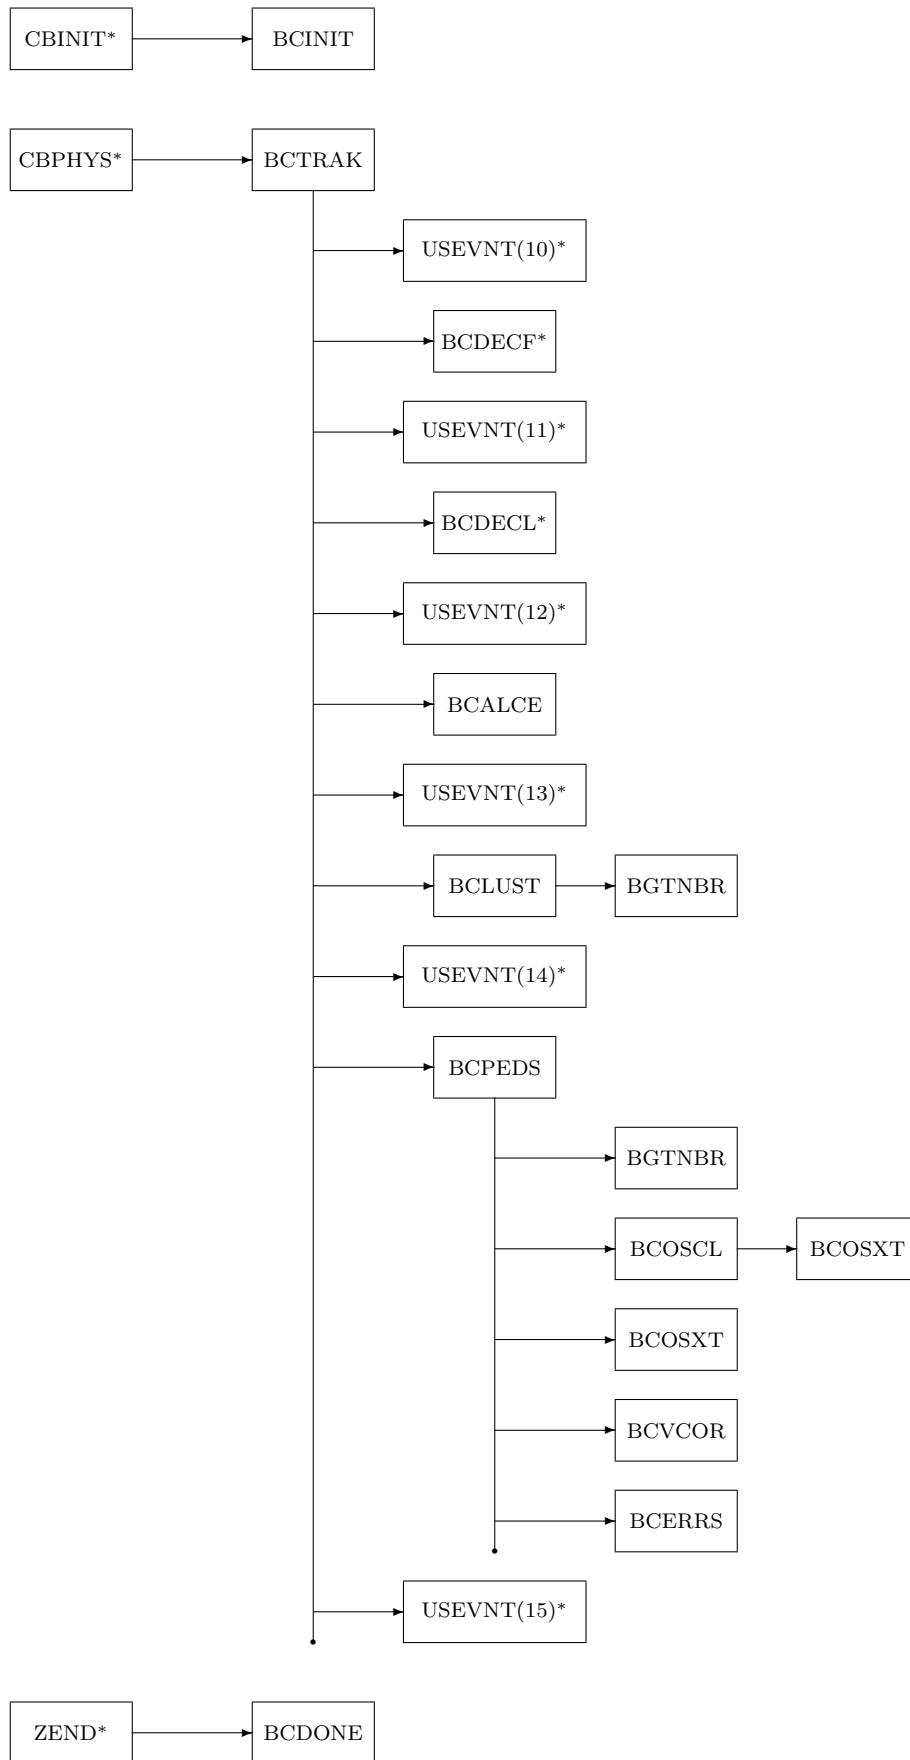 CBINIT* BCINIT
CBPHYS* BCTRAK
USEVNT(10)*
BCDECF*
USEVNT(11)*
BCDECL*
USEVNT(12)*
BCALCE
USEVNT(13)*
BCLUST BGTNBR
USEVNT(14)*
BCPEDS
BGTNBR
BCOSCL BCOSXT
BCOSXT
BCVCOR
BCERRS
USEVNT(15)*
ZEND* BCDONE